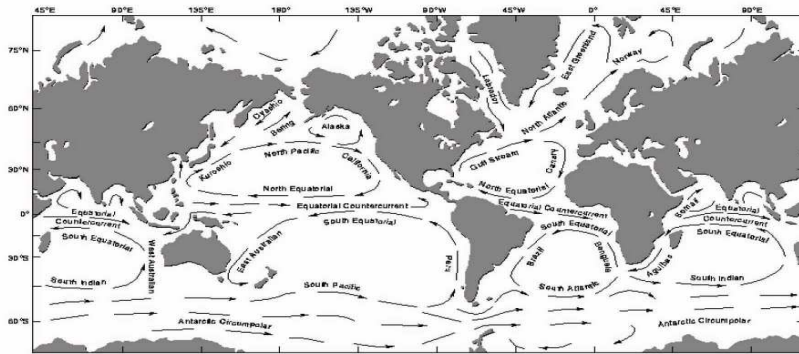 45°E 90°E 135°E 180° 135°W 90°W 45°W 0° 45°E 90°E
75°N
60°N
30°N
0°
30°S
60°S
Oyashio
Bering
Alaska
Kuroshio
North Pacific
California
North Equatorial
Equatorial Countercurrent
South Equatorial
Equatorial
Countercurrent
South Equatorial
West Australian
South Indian
East Australian
South Pacific
Peru
Antarctic Circumpolar
Labrador
East Greenland
Norway
North Atlantic
Gulf Stream
Canary
North Equatorial
Equatorial Countercurrent
South Equatorial
Brazil
Benguela
South Atlantic
Agulhas
Equatorial
Countercurrent
South Equatorial
South Indian
Antarctic Circumpolar